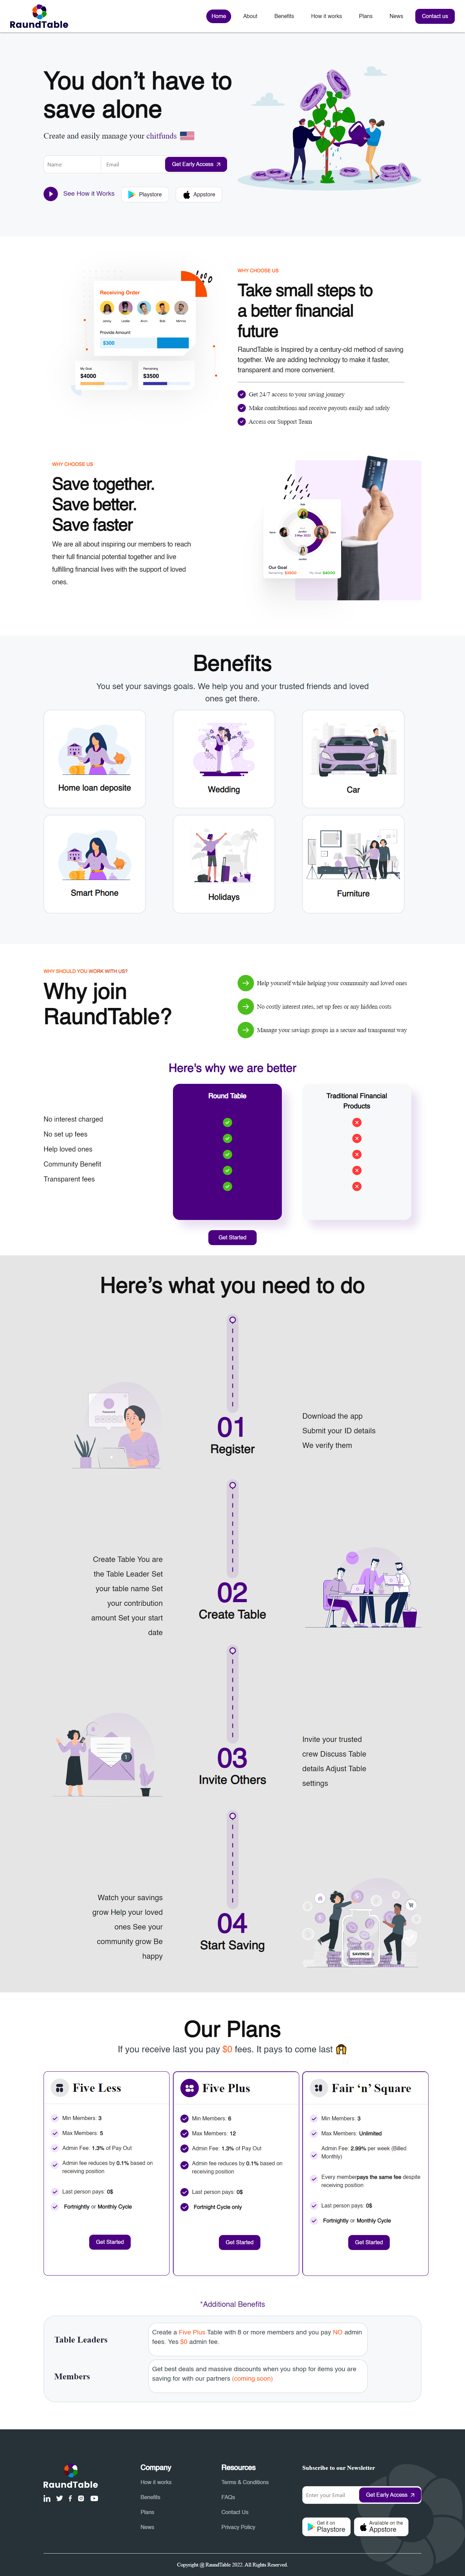 RaundTable
Home
About
Benefits
How it works
Plans
News
Contact us
You don't have to
save alone
Create and easily manage your chitfunds
Name
Email
Get Early Access
See How it Works
Playstore
Appstore
WHY CHOOSE US
Take small steps to
a better financial
future
RaundTable is Inspired by a century-old method of saving
together. We are adding technology to make it faster,
transparent and more convenient.
Get 24/7 access to your saving journey
Make contributions and receive payouts easily and safely
Access our Support Team
Receiving Order
Provide Amount
$300
My Goal
$4000
Remaining
$3500
WHY CHOOSE US
Save together.
Save better.
Save faster
We are all about inspiring our members to reach
their full financial potential together and live
fulfilling financial lives with the support of loved
ones.
Our Goal
Benefits
You set your savings goals. We help you and your trusted friends and loved
ones get there.
Home loan deposite
Wedding
Car
Smart Phone
Holidays
Furniture
WHY SHOULD YOU WORK WITH US?
Why join
RaundTable?
Help yourself while helping your community and loved ones
No costly interest rates, set up fees or any hidden costs
Manage your savings groups in a secure and transparent way
Here's why we are better
Round Table
Traditional Financial
Products
No interest charged
No set up fees
Help loved ones
Community Benefit
Transparent fees
Get Started
Here's what you need to do
01
Register
Download the app
Submit your ID details
We verify them
Create Table You are
the Table Leader Set
your table name Set
your contribution
amount Set your start
date
02
Create Table
03
Invite Others
Invite your trusted
crew Discuss Table
details Adjust Table
settings
Watch your savings
grow Help your loved
ones See your
community grow Be
happy
04
Start Saving
SAVINGS
Our Plans
If you receive last you pay $0 fees. It pays to come last
Five Less
Min Members: 3
Max Members: 5
Admin Fee: 1.3% of Pay Out
Admin fee reduces by 0.1% based on
receiving position
Last person pays: 0$
Fortnightly or Monthly Cycle
Get Started
Five Plus
Min Members: 6
Max Members: 12
Admin Fee: 1.3% of Pay Out
Admin fee reduces by 0.1% based on
receiving position
Last person pays: 0$
Fortnight Cycle only
Get Started
Fair 'n' Square
Min Members: 3
Max Members: Unlimited
Admin Fee: 2.99% per week (Billed
Monthly)
Every memberpays the same fee despite
receiving position
Last person pays: 0$
Fortnightly or Monthly Cycle
Get Started
*Additional Benefits
Table Leaders
Create a Five Plus Table with 8 or more members and you pay NO admin
fees. Yes $0 admin fee.
Members
Get best deals and massive discounts when you shop for items you are
saving for with our partners (coming soon)
RaundTable
Company
How it works
Benefits
Plans
News
Resources
Terms & Conditions
FAQs
Contact Us
Privacy Policy
Subscribe to our Newsletter
Enter your Email
Get Early Access
Get it on
Playstore
Available on the
Appstore
Copyright @ RaundTable 2022. All Rights Reserved.